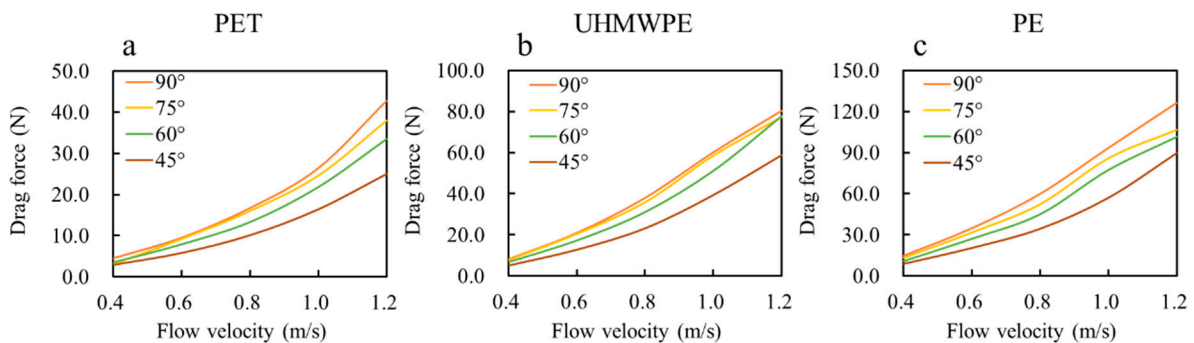 PET
a
90°
75°
60°
45°
50.0
40.0
30.0
20.0
10.0
0.0
Drag force (N)
0.4 0.6 0.8 1.0 1.2
Flow velocity (m/s)
UHMWPE
b
90°
75°
60°
45°
100.0
80.0
60.0
40.0
20.0
0.0
Drag force (N)
0.4 0.6 0.8 1.0 1.2
Flow velocity (m/s)
PE
c
90°
75°
60°
45°
150.0
120.0
90.0
60.0
30.0
0.0
Drag force (N)
0.4 0.6 0.8 1.0 1.2
Flow velocity (m/s)